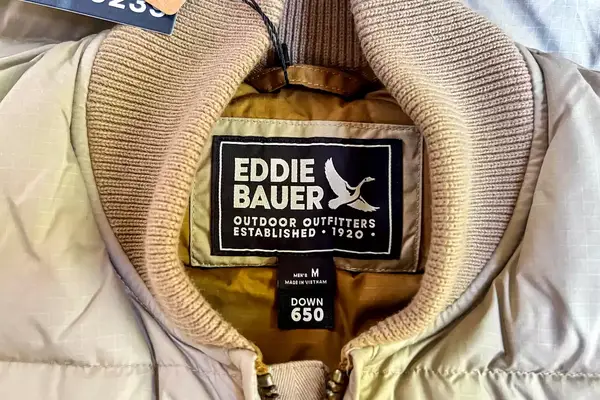 EDDIE
BAUER
OUTDOOR OUTFITTERS
ESTABLISHED • 1920 •
MEN'S M
MADE IN VIETNAM
DOWN
650